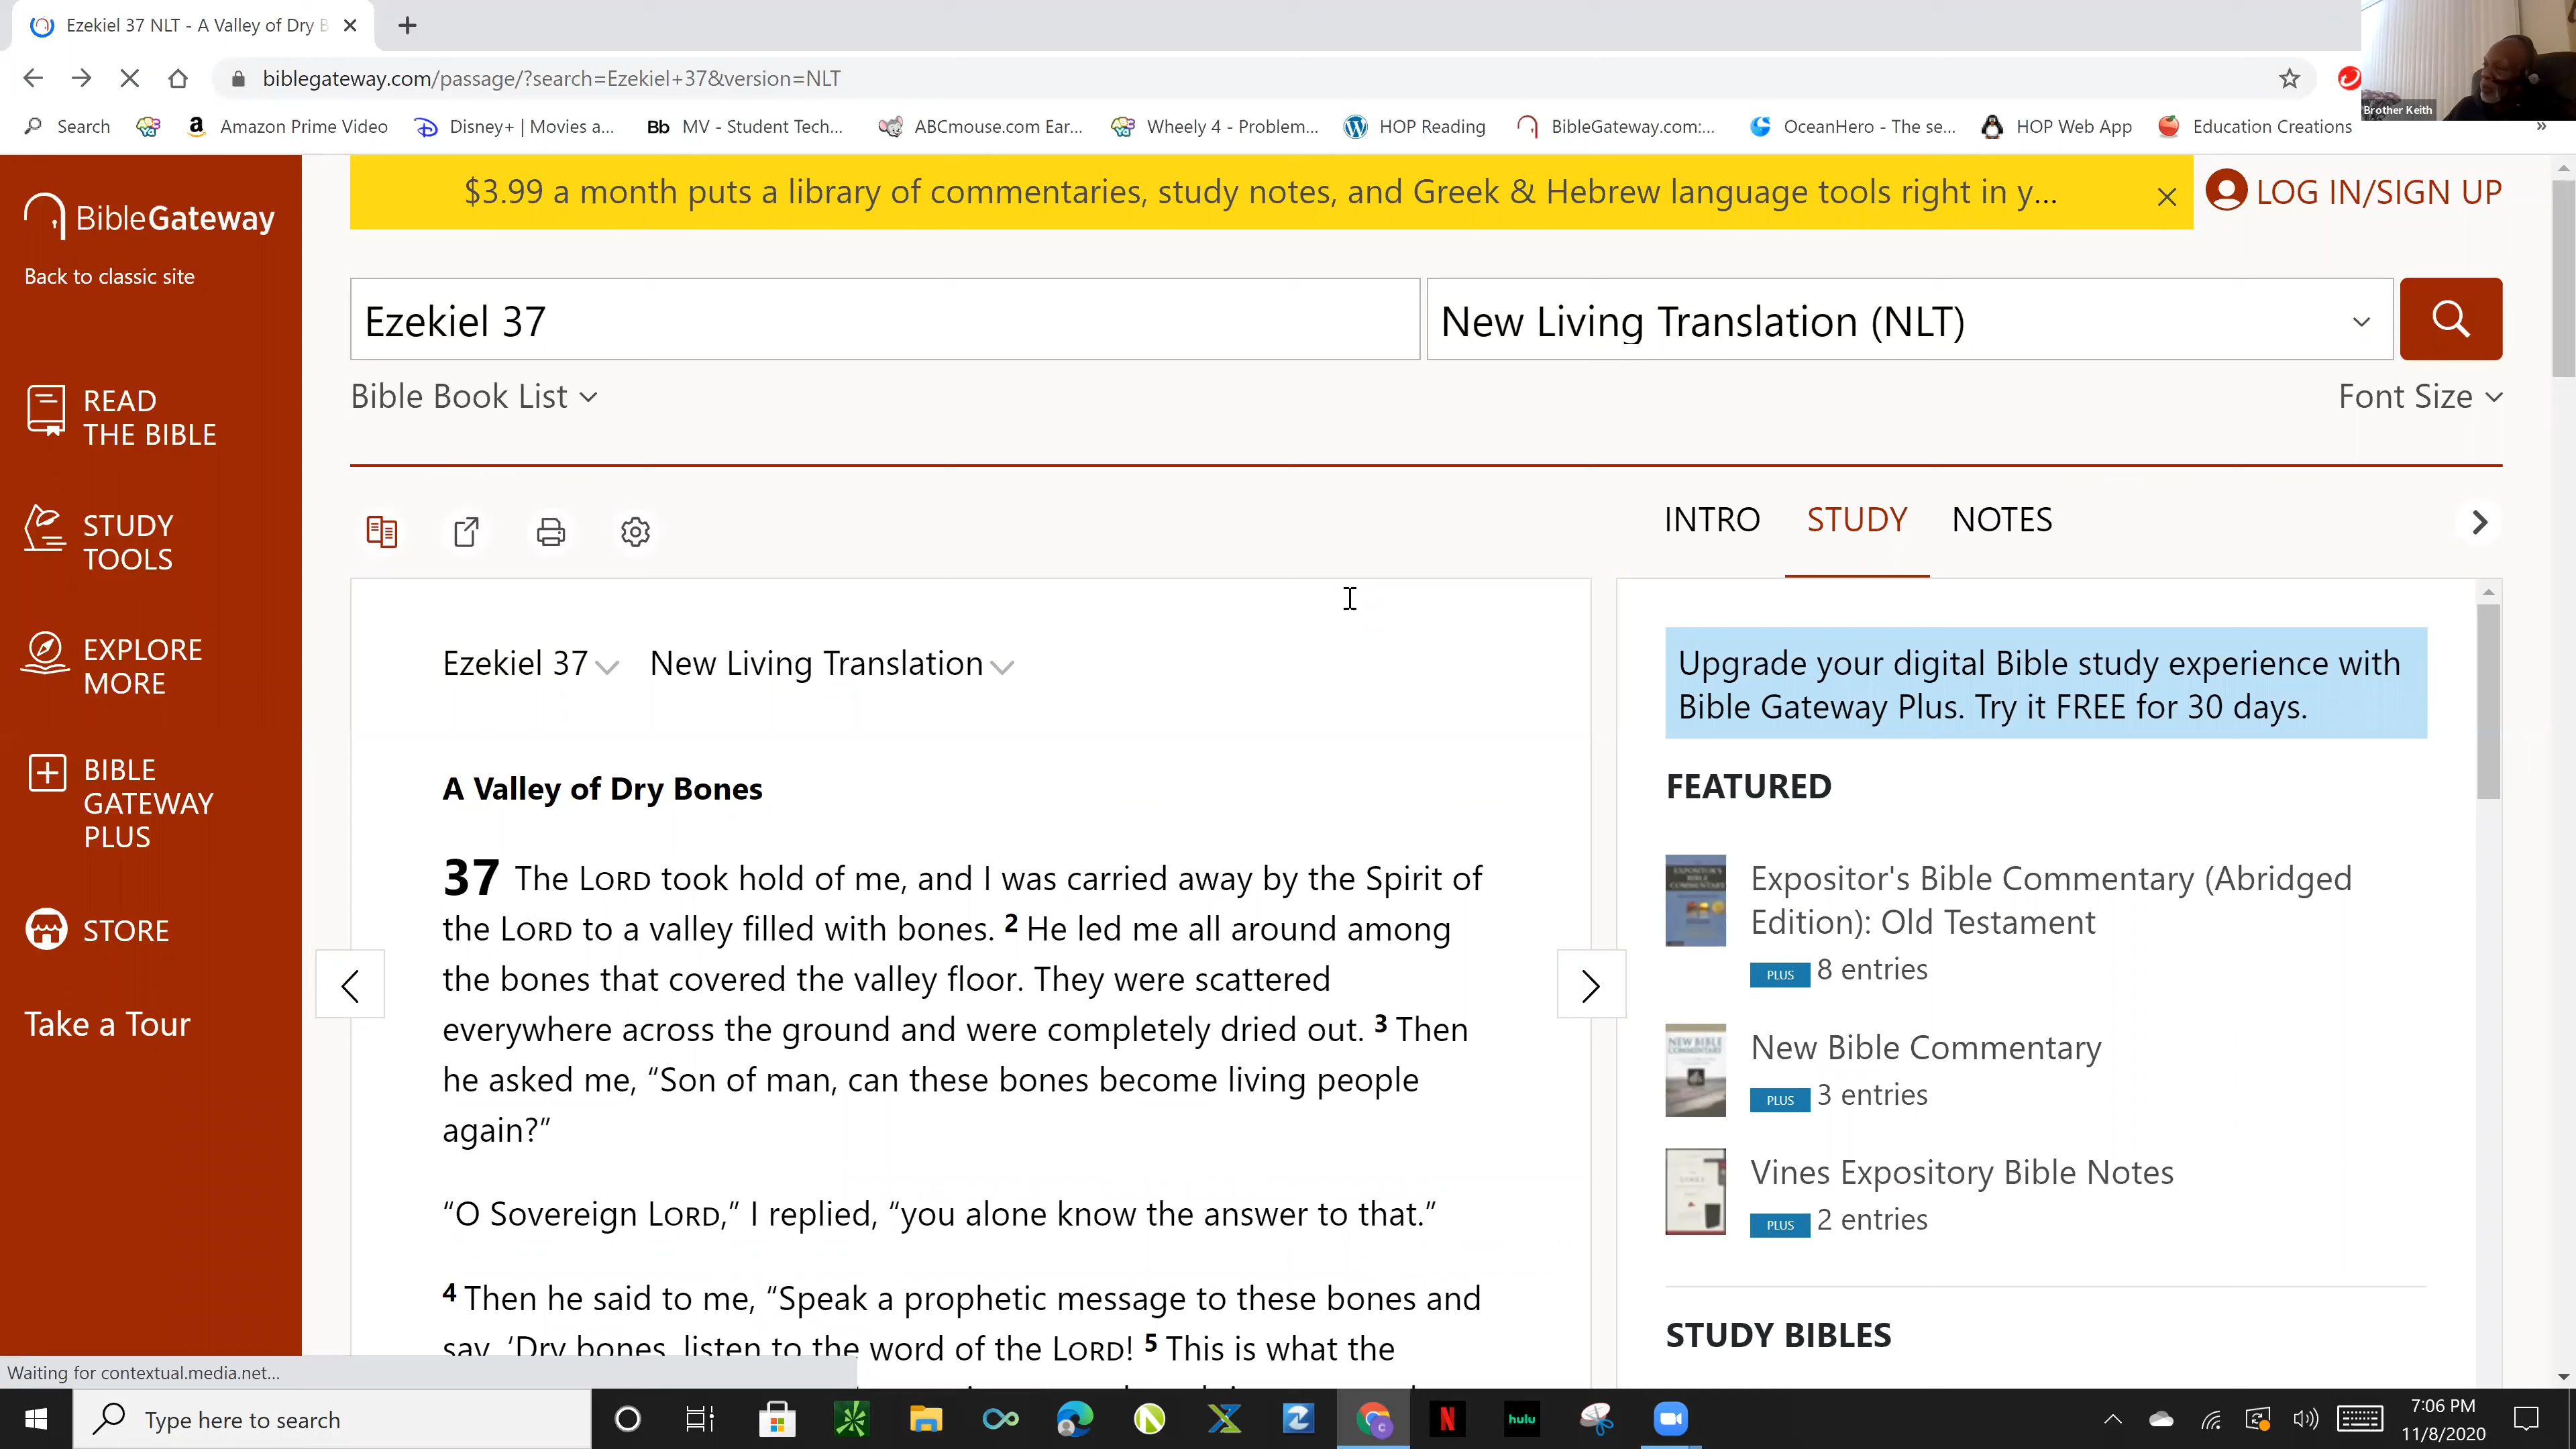 Ezekiel 37 NLT - A Valley of Dry B
biblegateway.com/passage/?search=Ezekiel+37&version=NLT
Brother Keith
Search
Amazon Prime Video
Disney+ | Movies a...
Bb MV - Student Tech...
ABCmouse.com Ear...
Wheely 4 - Problem...
HOP Reading
BibleGateway.com:...
OceanHero - The se...
HOP Web App
Education Creations
»
BibleGateway
Back to classic site
READ
THE BIBLE
STUDY
TOOLS
EXPLORE
MORE
BIBLE
GATEWAY
PLUS
STORE
Take a Tour
$3.99 a month puts a library of commentaries, study notes, and Greek & Hebrew language tools right in y...
LOG IN/SIGN UP
Ezekiel 37
New Living Translation (NLT)
Bible Book List
Font Size
INTRO STUDY NOTES
Ezekiel 37 New Living Translation
A Valley of Dry Bones
37 The LORD took hold of me, and I was carried away by the Spirit of
the LORD to a valley filled with bones. 2 He led me all around among
the bones that covered the valley floor. They were scattered
everywhere across the ground and were completely dried out. 3 Then
he asked me, “Son of man, can these bones become living people
again?”
“O Sovereign LORD,” I replied, “you alone know the answer to that.”
4 Then he said to me, “Speak a prophetic message to these bones and
say, ‘Dry bones, listen to the word of the LORD! 5 This is what the
Upgrade your digital Bible study experience with
Bible Gateway Plus. Try it FREE for 30 days.
FEATURED
Expositor's Bible Commentary (Abridged
Edition): Old Testament
PLUS 8 entries
New Bible Commentary
PLUS 3 entries
Vines Expository Bible Notes
PLUS 2 entries
STUDY BIBLES
Waiting for contextual.media.net...
Type here to search
hulu
7:06 PM
11/8/2020